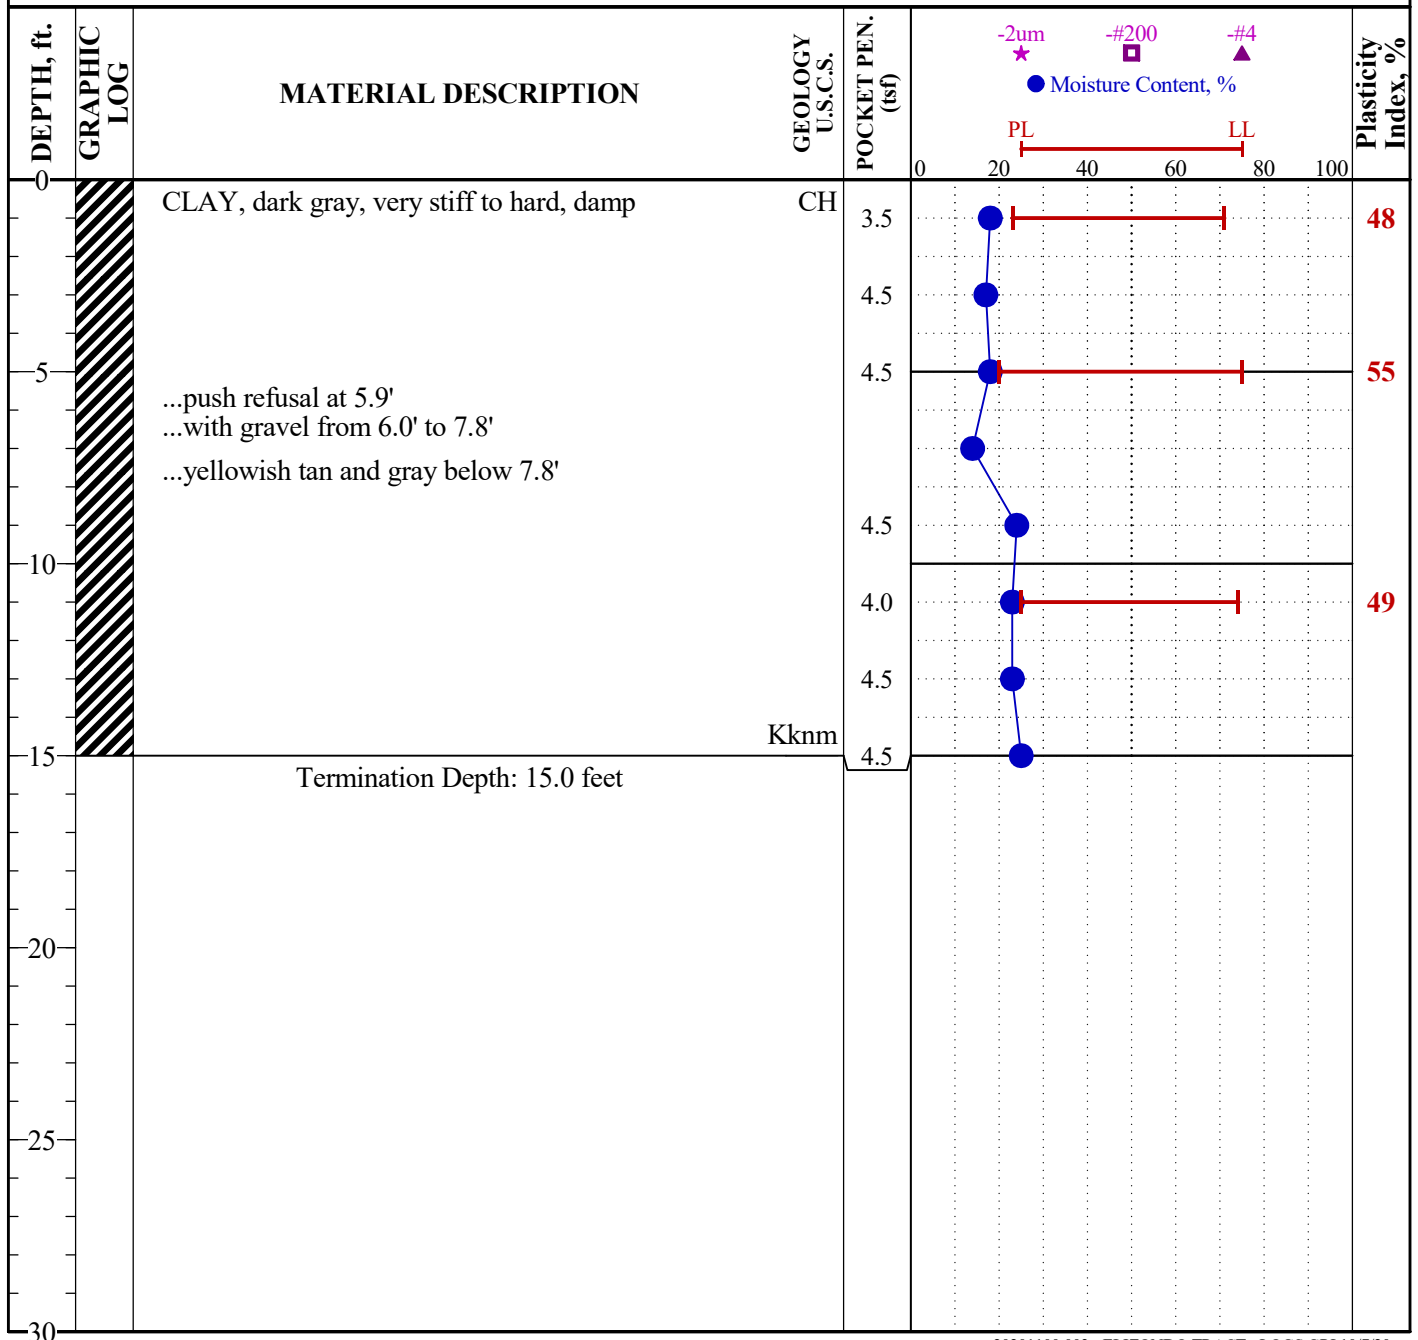 DEPTH, ft.
GRAPHIC
LOG
MATERIAL DESCRIPTION
GEOLOGY
U.S.C.S.
POCKET PEN.
(tsf)
-2um -#200 -#4
Moisture Content, %
PL LL
0 20 40 60 80 100
Plasticity
Index, %
0
CLAY, dark gray, very stiff to hard, damp CH
3.5 48
4.5
5 4.5 55
...push refusal at 5.9'
...with gravel from 6.0' to 7.8'
...yellowish tan and gray below 7.8'
4.5
10
4.0 49
4.5
Kknm
15 4.5
Termination Depth: 15.0 feet
20
25
30